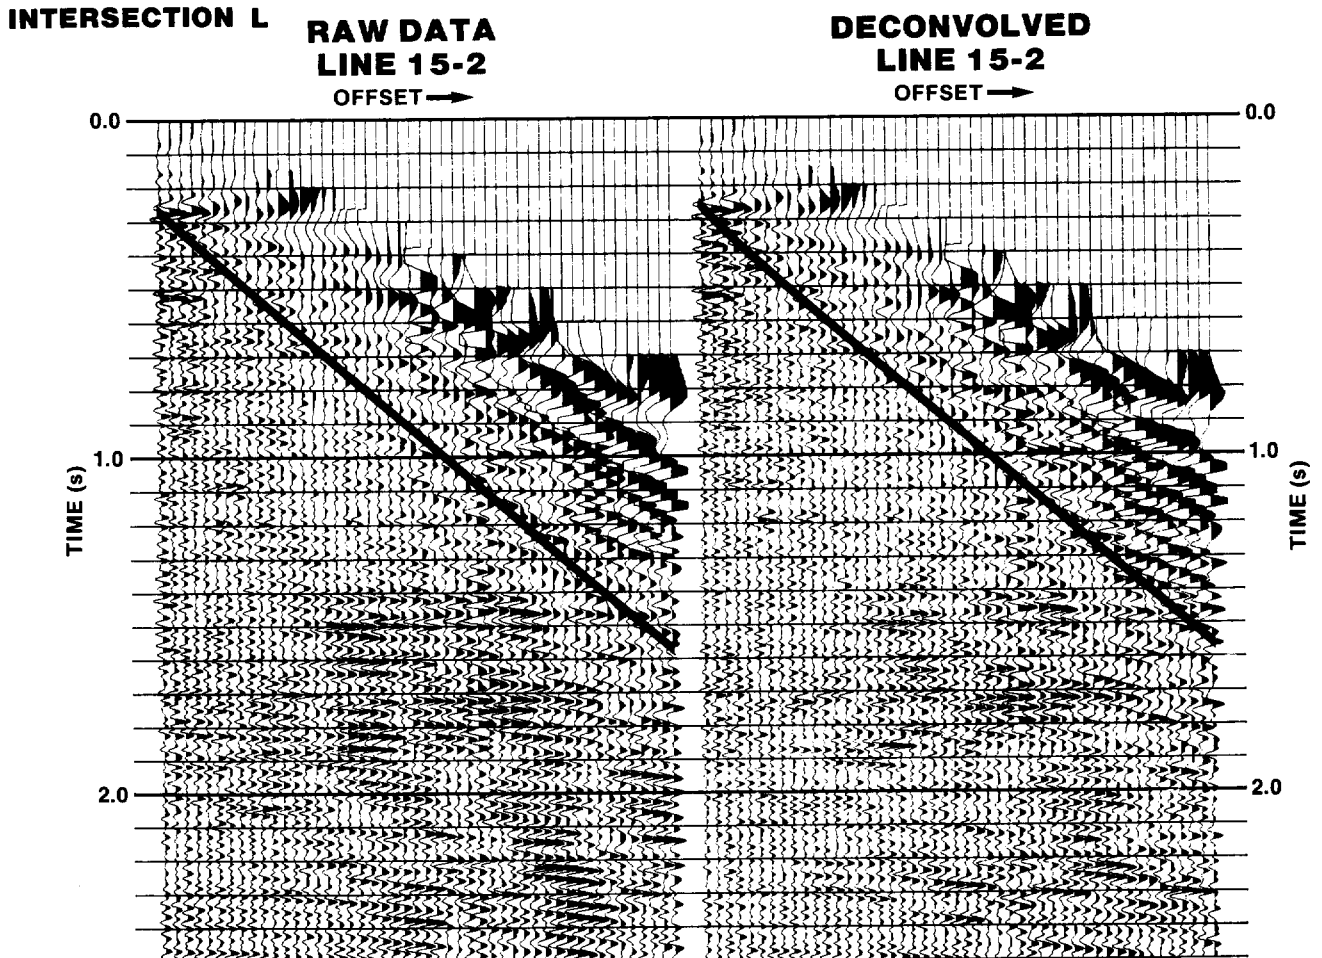 INTERSECTION L
RAW DATA
LINE 15-2
OFFSET
DECONVOLVED
LINE 15-2
OFFSET
0.0
0.0
1.0
1.0
TIME (s)
TIME (s)
2.0
2.0